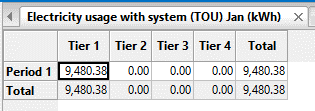 Electricity usage with system (TOU) Jan (kWh) ×
Tier 1 Tier 2 Tier 3 Tier 4 Total
Period 1 9,480.38 0.00 0.00 0.00 9,480.38
Total 9,480.38 0.00 0.00 0.00 9,480.38